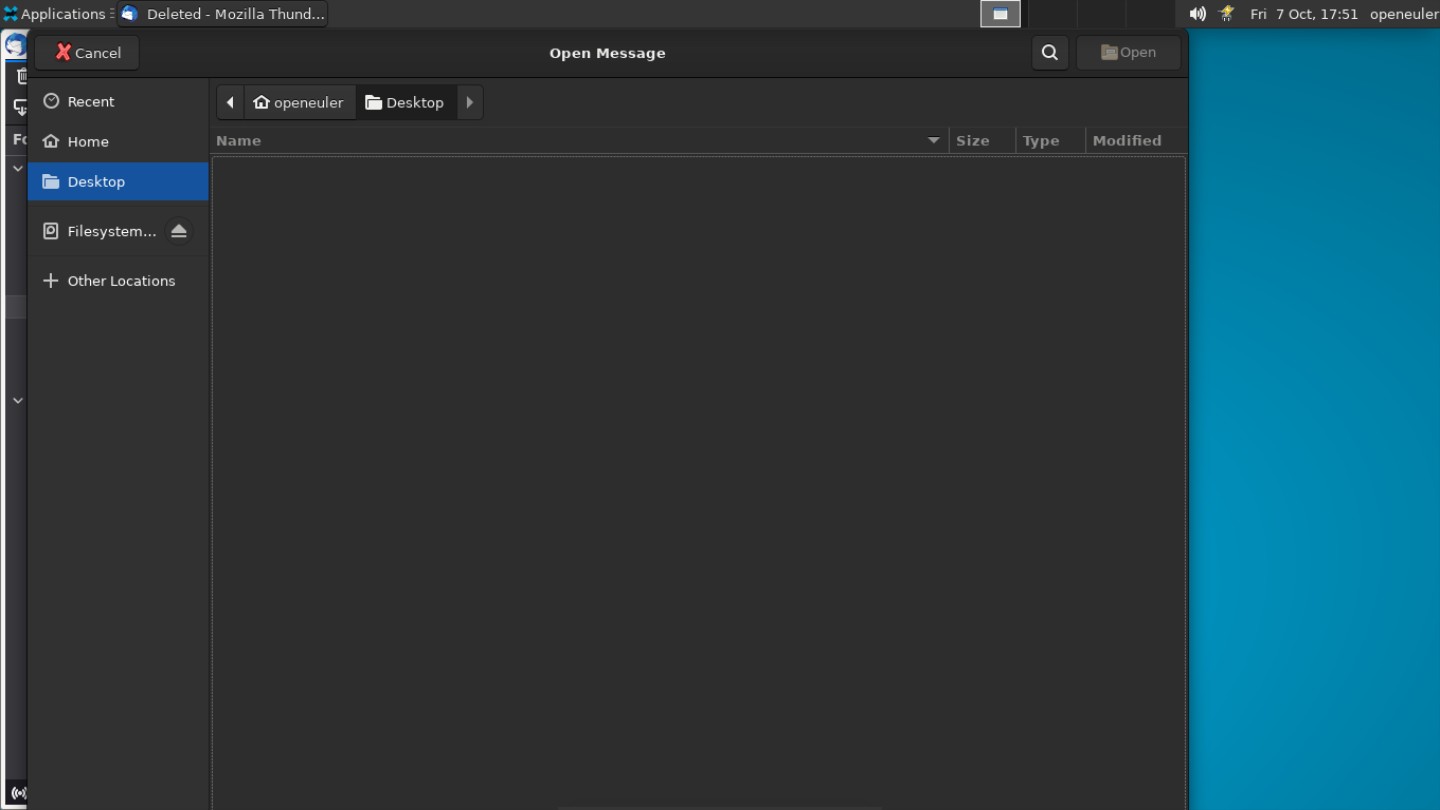 Applications
Deleted - Mozilla Thund...
Fri 7 Oct, 17:51
openeuler
Cancel
Open Message
Open
Recent
Home
Desktop
Filesystem...
Other Locations
openeuler
Desktop
Name
Size
Type
Modified
Fo